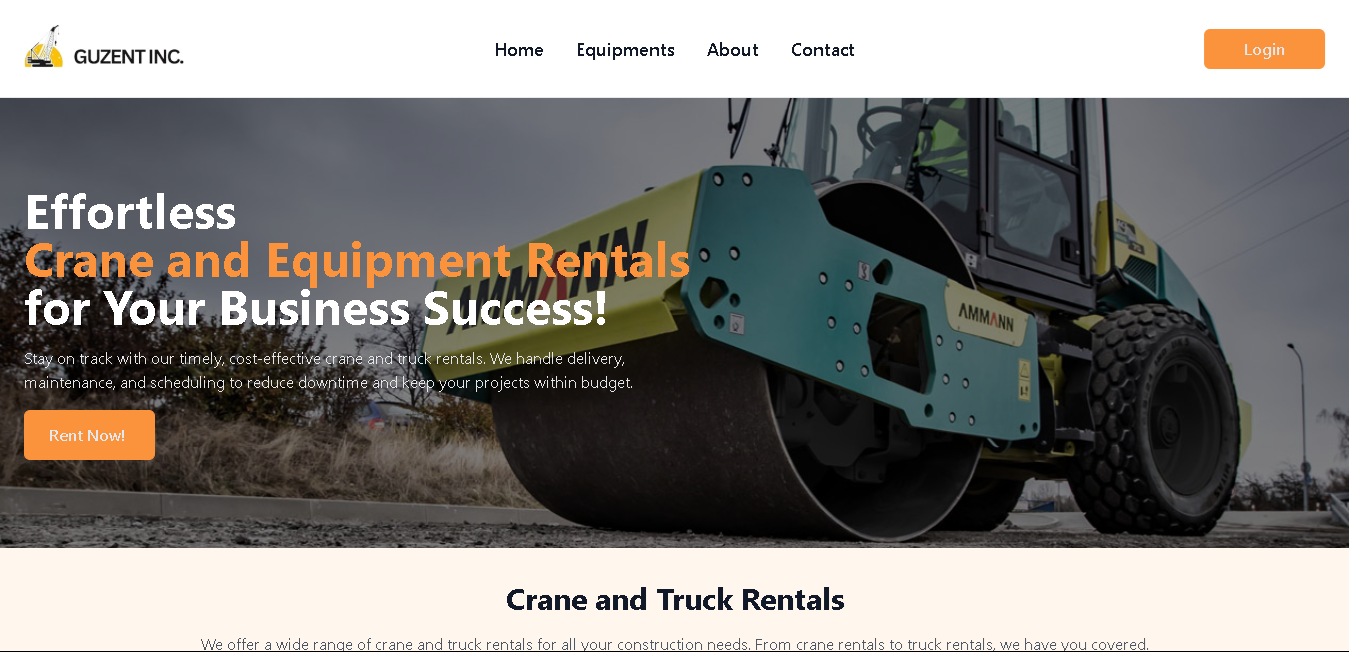 GUZENT INC.
Home
Equipments
About
Contact
Login
Effortless
Crane and Equipment Rentals
for Your Business Success!
Stay on track with our timely, cost-effective crane and truck rentals. We handle delivery,
maintenance, and scheduling to reduce downtime and keep your projects within budget.
Rent Now!
AMMANN
AMMANN
Crane and Truck Rentals
We offer a wide range of crane and truck rentals for all your construction needs. From crane rentals to truck rentals, we have you covered.